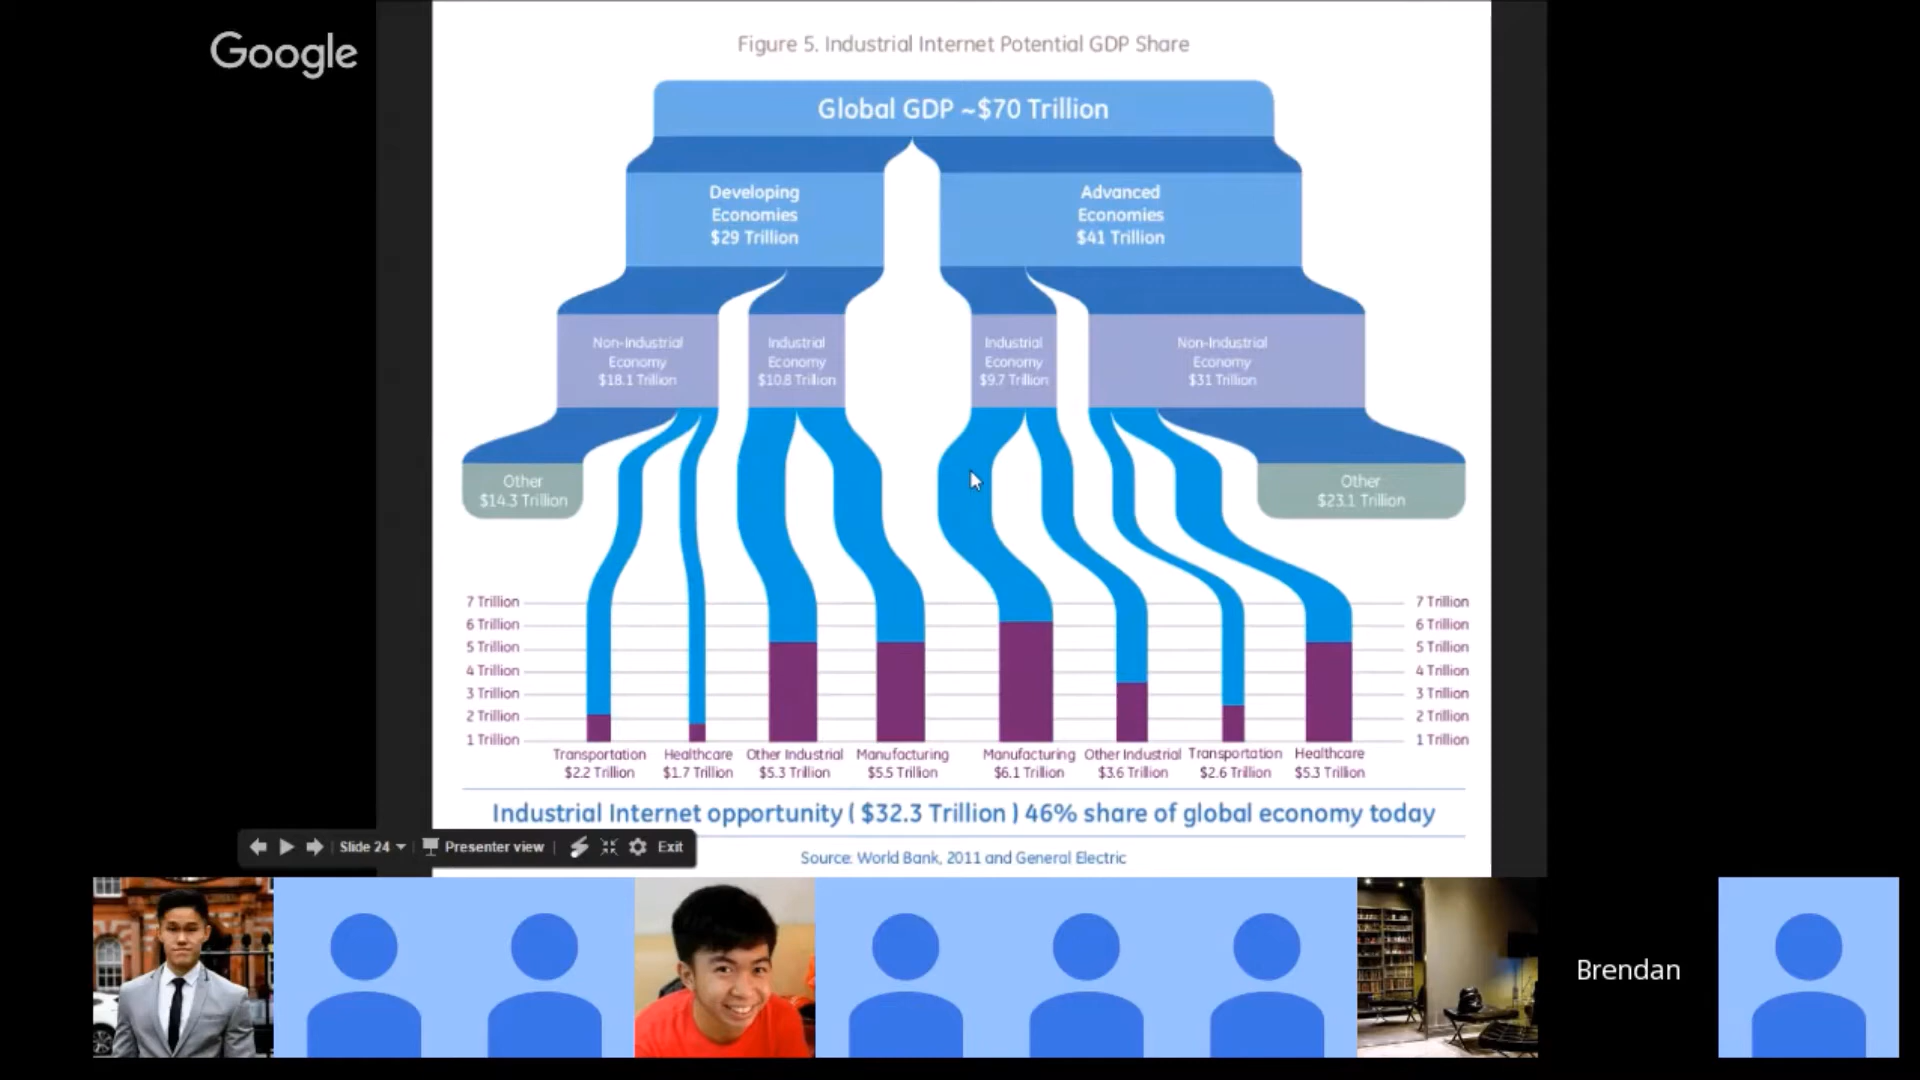 Google
Figure 5. Industrial Internet Potential GDP Share
Global GDP ~$70 Trillion
Developing
Economies
$29 Trillion
Advanced
Economies
$41 Trillion
Non-Industrial
Economy
$18.1 Trillion
Industrial
Economy
$10.8 Trillion
Industrial
Economy
$9.7 Trillion
Non-Industrial
Economy
$31 Trillion
Other
$14.3 Trillion
Other
$23.1 Trillion
7 Trillion
6 Trillion
5 Trillion
4 Trillion
3 Trillion
2 Trillion
1 Trillion
7 Trillion
6 Trillion
5 Trillion
4 Trillion
3 Trillion
2 Trillion
1 Trillion
Transportation
$2.2 Trillion
Healthcare
$1.7 Trillion
Other Industrial
$5.3 Trillion
Manufacturing
$5.5 Trillion
Manufacturing
$6.1 Trillion
Other Industrial
$3.6 Trillion
Transportation
$2.6 Trillion
Healthcare
$5.3 Trillion
Industrial Internet opportunity ( $32.3 Trillion ) 46% share of global economy today
Slide 24 Presenter view Exit
Source: World Bank, 2011 and General Electric
Brendan